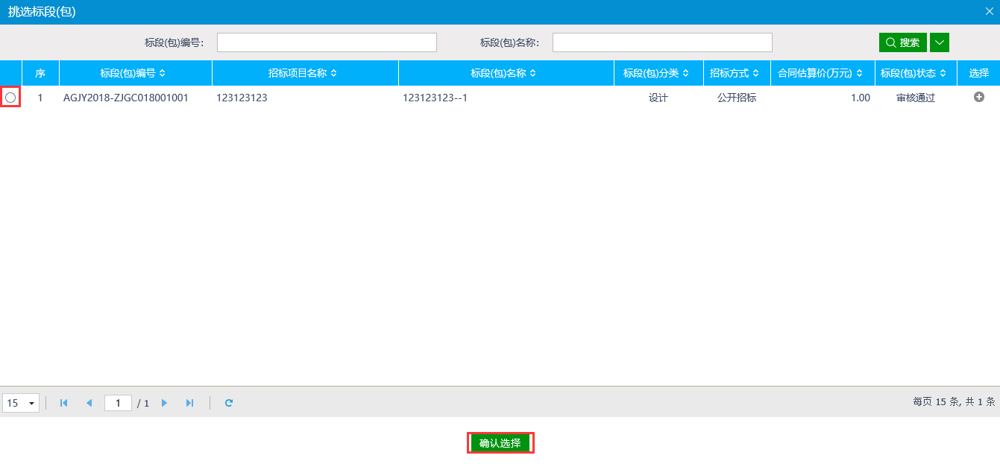 挑选标段(包)
标段(包)编号: 标段(包)名称: 搜索
序 标段(包)编号 招标项目名称 标段(包)名称 标段(包)分类 招标方式 合同估算价(万元) 标段(包)状态 选择
1 AGJY2018-ZJGC018001001 123123123 123123123--1 设计 公开招标 1.00 审核通过
15 1 / 1 每页 15 条, 共 1 条
确认选择